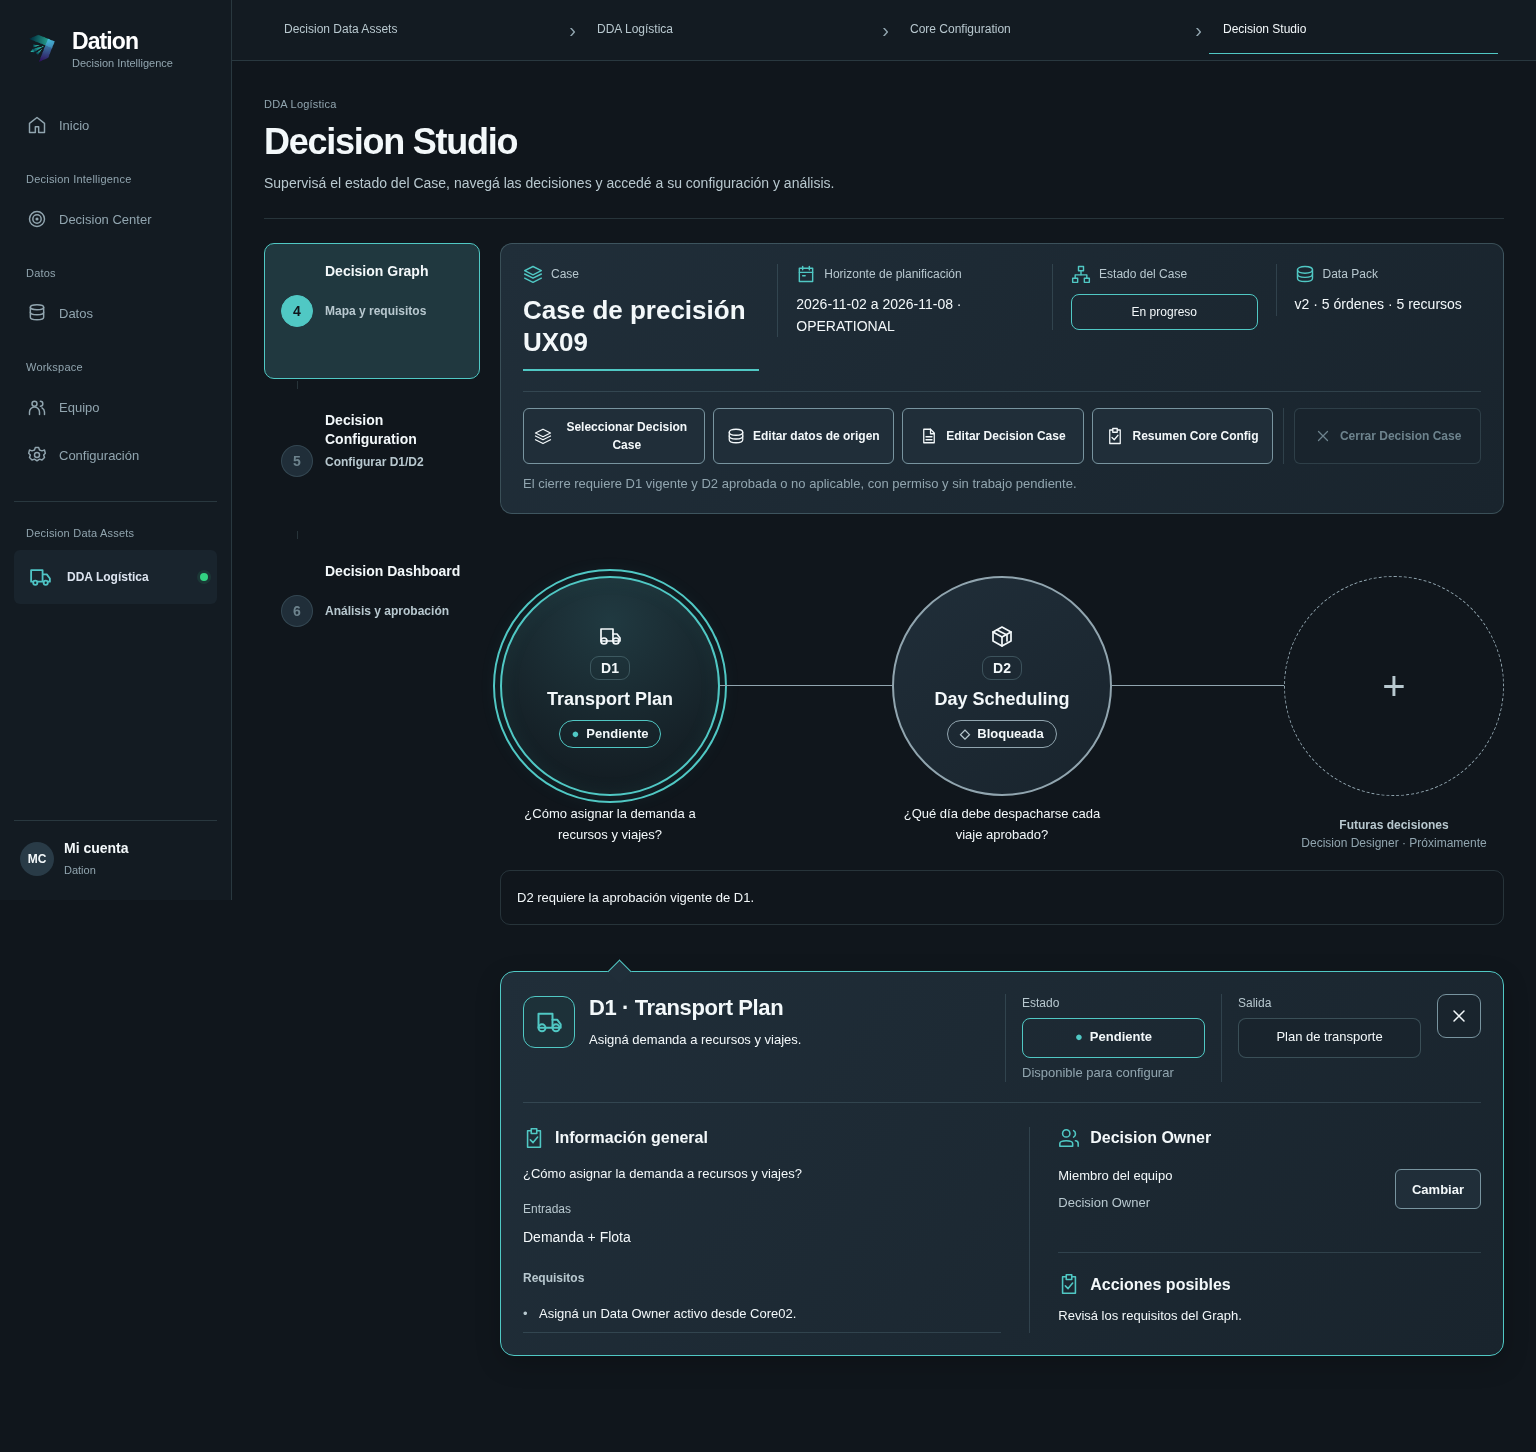 Dation
Decision Intelligence
Inicio
Decision Intelligence
Decision Center
Datos
Datos
Workspace
Equipo
Configuración
Decision Data Assets
DDA Logística
MC
Mi cuenta
Dation
Decision Data Assets
DDA Logística
Core Configuration
Decision Studio
DDA Logística
Decision Studio
Supervisá el estado del Case, navegá las decisiones y accedé a su configuración y análisis.
Decision Graph
4
Mapa y requisitos
Decision
Configuration
5
Configurar D1/D2
Decision Dashboard
6
Análisis y aprobación
Case
Case de precisión
UX09
Horizonte de planificación
2026-11-02 a 2026-11-08 ·
OPERATIONAL
Estado del Case
En progreso
Data Pack
v2 · 5 órdenes · 5 recursos
Seleccionar Decision
Case
Editar datos de origen
Editar Decision Case
Resumen Core Config
Cerrar Decision Case
El cierre requiere D1 vigente y D2 aprobada o no aplicable, con permiso y sin trabajo pendiente.
D1
Transport Plan
Pendiente
¿Cómo asignar la demanda a
recursos y viajes?
D2
Day Scheduling
Bloqueada
¿Qué día debe despacharse cada
viaje aprobado?
Futuras decisiones
Decision Designer · Próximamente
D2 requiere la aprobación vigente de D1.
D1 · Transport Plan
Asigná demanda a recursos y viajes.
Estado
Pendiente
Disponible para configurar
Salida
Plan de transporte
Información general
¿Cómo asignar la demanda a recursos y viajes?
Entradas
Demanda + Flota
Requisitos
• Asigná un Data Owner activo desde Core02.
Decision Owner
Miembro del equipo
Decision Owner
Cambiar
Acciones posibles
Revisá los requisitos del Graph.